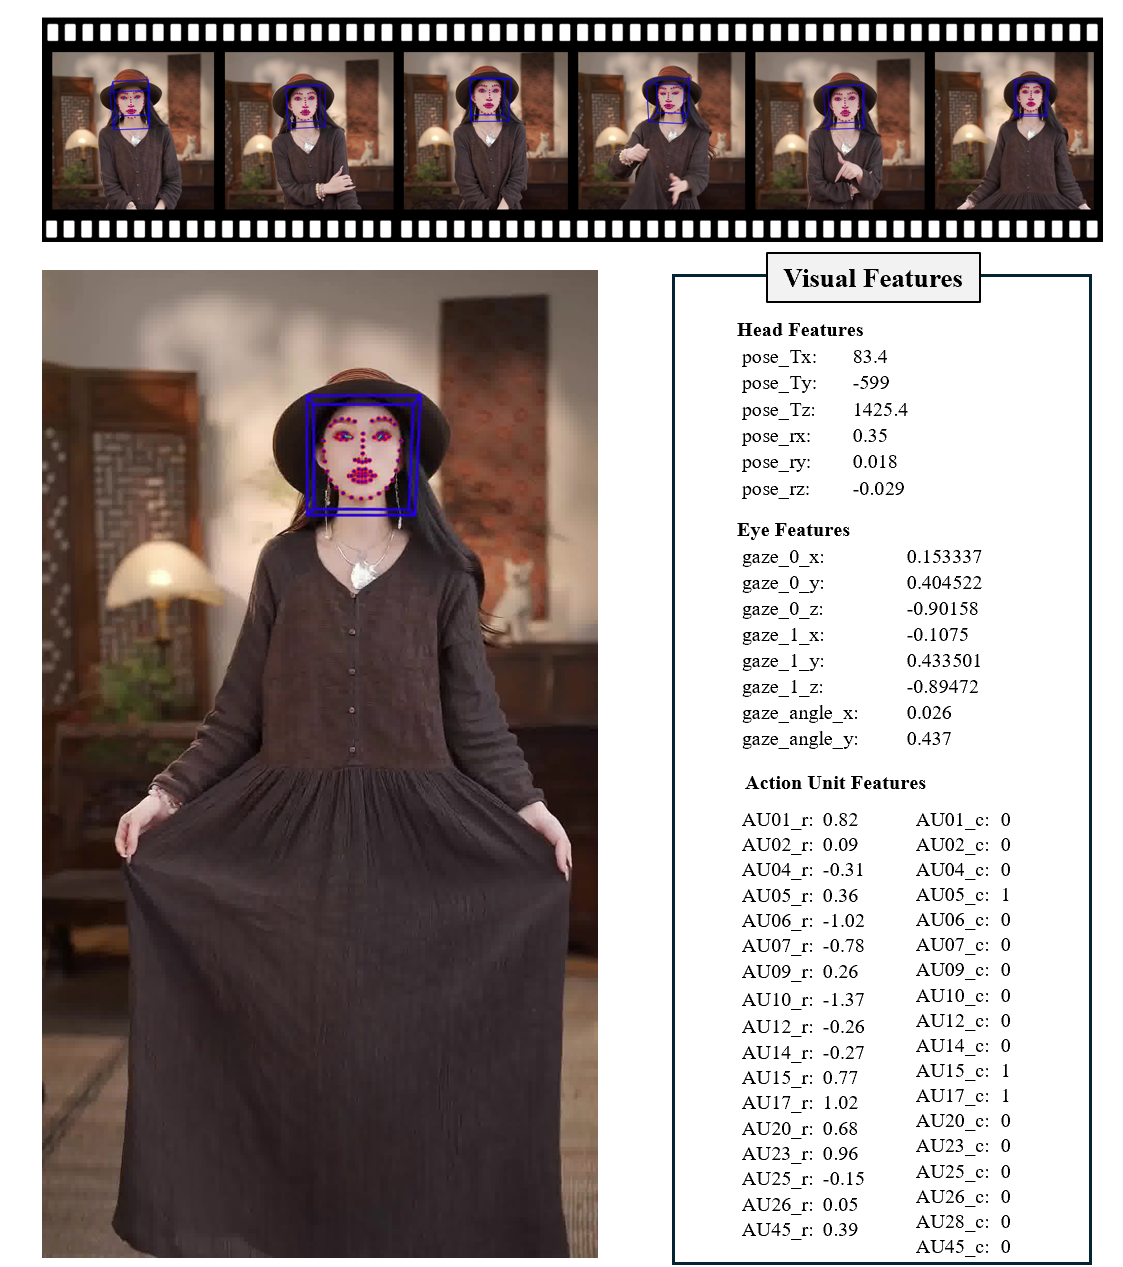 Visual Features
Head Features
pose_Tx: 83.4
pose_Ty: -599
pose_Tz: 1425.4
pose_rx: 0.35
pose_ry: 0.018
pose_rz: -0.029
Eye Features
gaze_0_x: 0.153337
gaze_0_y: 0.404522
gaze_0_z: -0.90158
gaze_1_x: -0.1075
gaze_1_y: 0.433501
gaze_1_z: -0.89472
gaze_angle_x: 0.026
gaze_angle_y: 0.437
Action Unit Features
AU01_r: 0.82 AU01_c: 0
AU02_r: 0.09 AU02_c: 0
AU04_r: -0.31 AU04_c: 0
AU05_r: 0.36 AU05_c: 1
AU06_r: -1.02 AU06_c: 0
AU07_r: -0.78 AU07_c: 0
AU09_r: 0.26 AU09_c: 0
AU10_r: -1.37 AU10_c: 0
AU12_r: -0.26 AU12_c: 0
AU14_r: -0.27 AU14_c: 0
AU15_r: 0.77 AU15_c: 1
AU17_r: 1.02 AU17_c: 1
AU20_r: 0.68 AU20_c: 0
AU23_r: 0.96 AU23_c: 0
AU25_r: -0.15 AU25_c: 0
AU26_r: 0.05 AU26_c: 0
AU45_r: 0.39 AU28_c: 0
AU45_c: 0